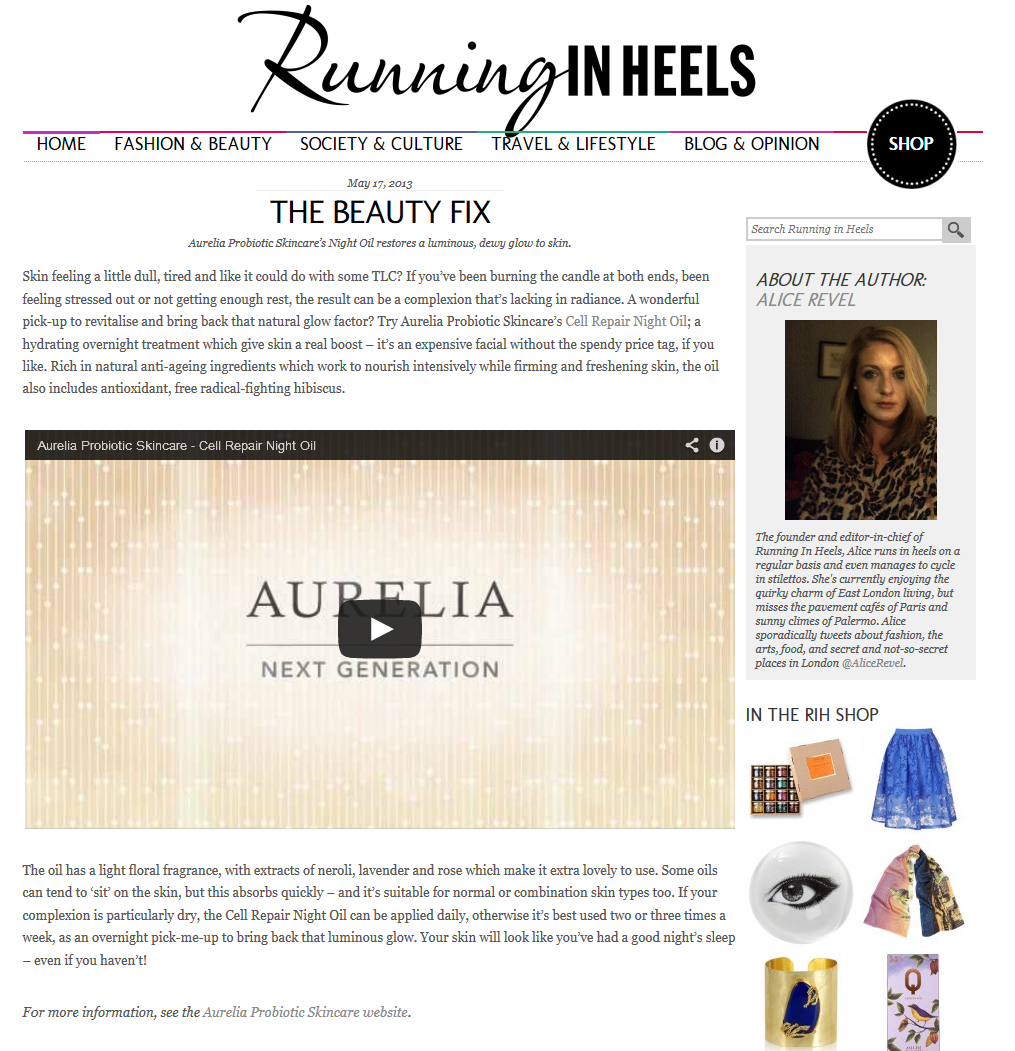 Running IN HEELS
HOME FASHION & BEAUTY SOCIETY & CULTURE TRAVEL & LIFESTYLE BLOG & OPINION SHOP
May 17, 2013
THE BEAUTY FIX
Aurelia Probiotic Skincare's Night Oil restores a luminous, dewy glow to skin.
Skin feeling a little dull, tired and like it could do with some TLC? If you've been burning the candle at both ends, been
feeling stressed out or not getting enough rest, the result can be a complexion that's lacking in radiance. A wonderful
pick-up to revitalise and bring back that natural glow factor? Try Aurelia Probiotic Skincare's Cell Repair Night Oil; a
hydrating overnight treatment which give skin a real boost – it's an expensive facial without the spendy price tag, if you
like. Rich in natural anti-ageing ingredients which work to nourish intensively while firming and freshening skin, the oil
also includes antioxidant, free radical-fighting hibiscus.
Aurelia Probiotic Skincare - Cell Repair Night Oil
AURELIA
NEXT GENERATION
The oil has a light floral fragrance, with extracts of neroli, lavender and rose which make it extra lovely to use. Some oils
can tend to 'sit' on the skin, but this absorbs quickly – and it's suitable for normal or combination skin types too. If your
complexion is particularly dry, the Cell Repair Night Oil can be applied daily, otherwise it's best used two or three times a
week, as an overnight pick-me-up to bring back that luminous glow. Your skin will look like you've had a good night's sleep
– even if you haven't!
For more information, see the Aurelia Probiotic Skincare website.
Search Running in Heels
ABOUT THE AUTHOR:
ALICE REVEL
The founder and editor-in-chief of
Running In Heels, Alice runs in heels on a
regular basis and even manages to cycle
in stilettos. She's currently enjoying the
quirky charm of East London living, but
misses the pavement cafés of Paris and
sunny climes of Palermo. Alice
sporadically tweets about fashion, the
arts, food, and secret and not-so-secret
places in London @AliceRevel.
IN THE RIH SHOP
Q